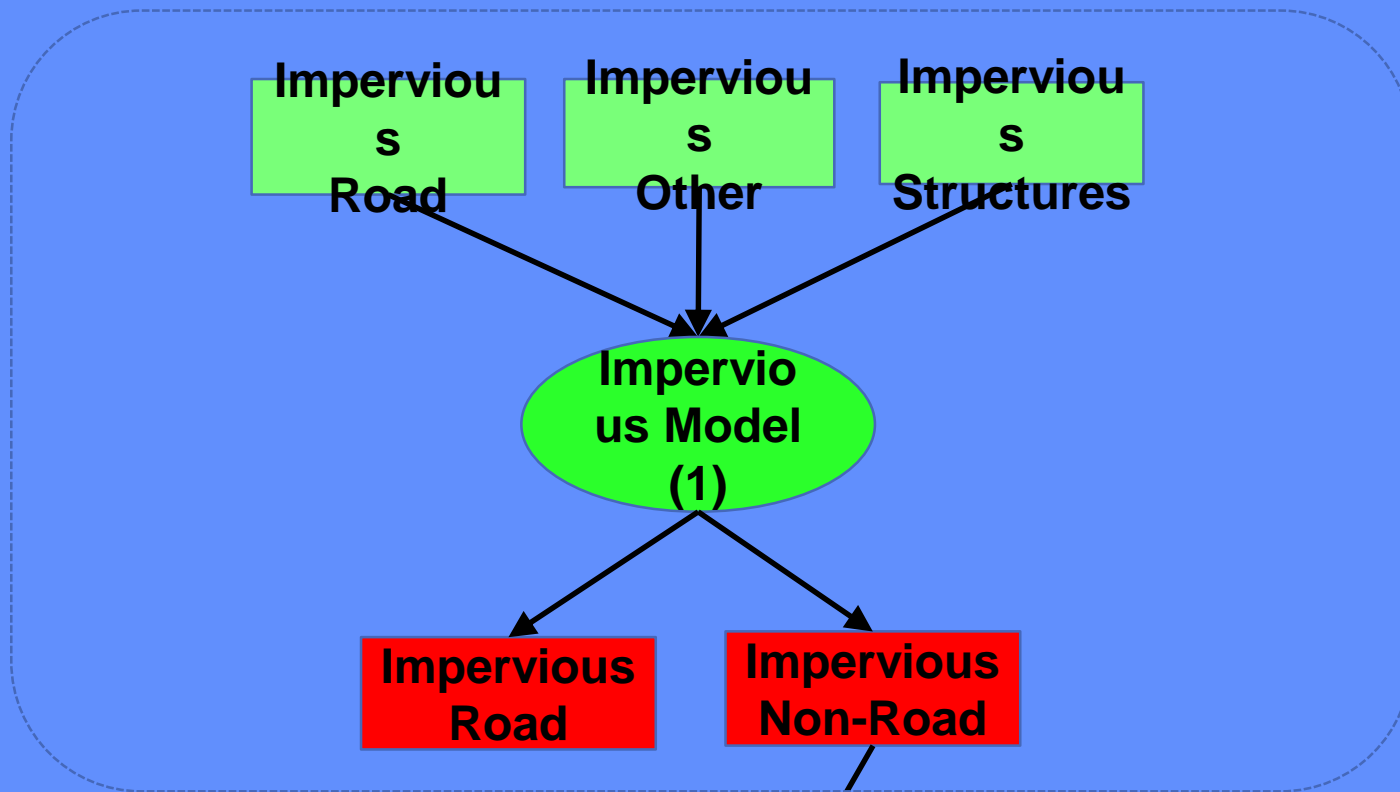 Imperviou
s
Road
Imperviou
s
Other
Imperviou
s
Structures
Impervio
us Model
(1)
Impervious
Road
Impervious
Non-Road